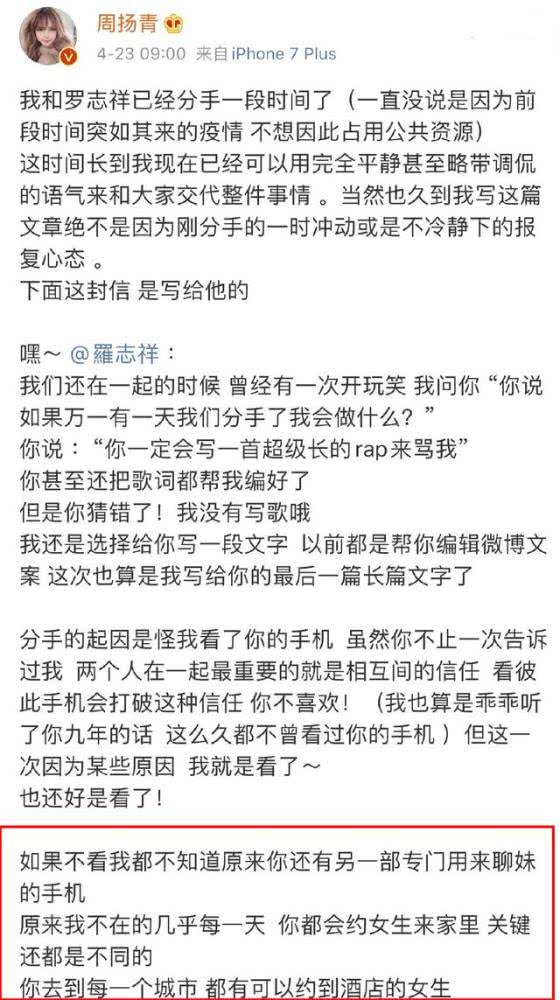 周扬青
4-23 09:00 来自 iPhone 7 Plus
我和罗志祥已经分手一段时间了（一直没说是因为前
段时间突如其来的疫情 不想因此占用公共资源）
这时间长到我现在已经可以用完全平静甚至略带调侃
的语气来和大家交代整件事情 。当然也久到我写这篇
文章绝不是因为刚分手的一时冲动或是不冷静下的报
复心态 。
下面这封信 是写给他的
嘿～ @羅志祥：
我们还在一起的时候 曾经有一次开玩笑 我问你“你说
如果万一有一天我们分手了我会做什么？”
你说：“你一定会写一首超级长的rap来骂我”
你甚至还把歌词都帮我编好了
但是你猜错了！我没有写歌哦
我还是选择给你写一段文字 以前都是帮你编辑微博文
案 这次也算是我写给你的最后一篇长篇文字了
分手的起因是怪我看了你的手机 虽然你不止一次告诉
过我 两个人在一起最重要的就是相互间的信任 看彼
此手机会打破这种信任 你不喜欢！（我也算是乖乖听
了你九年的话 这么久都不曾看过你的手机 ）但这一
次因为某些原因 我就是看了～
也还好是看了！
如果不看我都不知道原来你还有另一部专门用来聊妹
的手机
原来我不在的几乎每一天 你都会约女生来家里 关键
还都是不同的
你去到每一个城市 都有可以约到酒店的女生